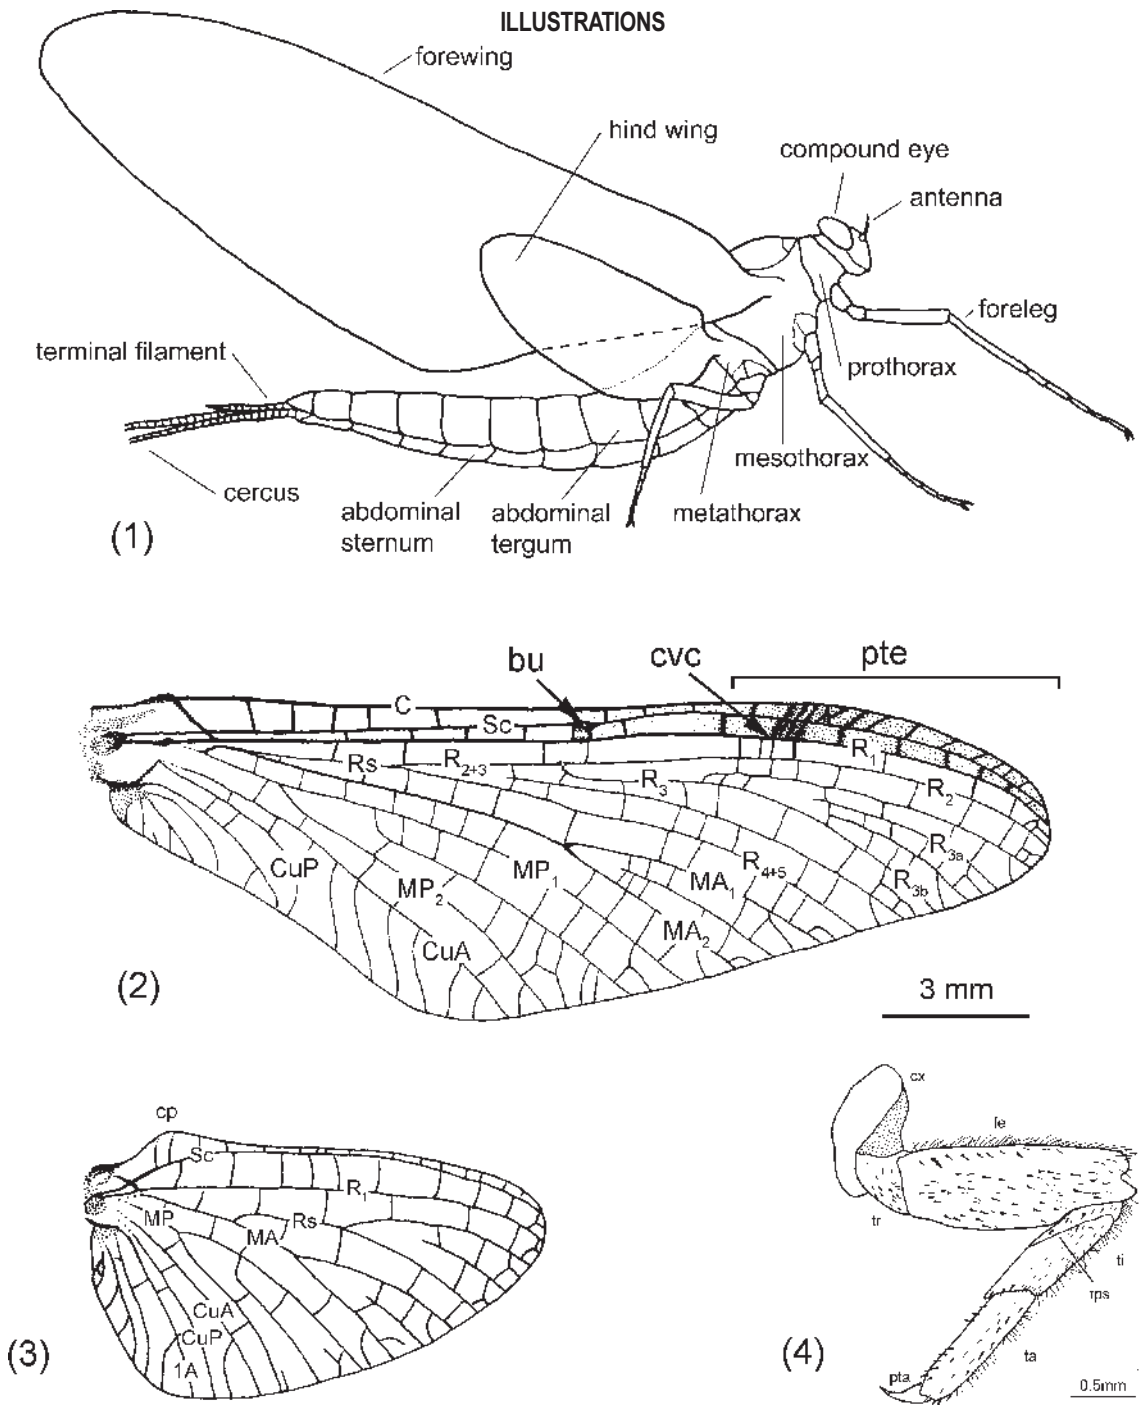 ILLUSTRATIONS
forewing
hind wing
compound eye
antenna
foreleg
terminal filament
prothorax
mesothorax
cercus
abdominal
sternum
abdominal
tergum
metathorax
(1)
bu
cvc
pte
C
Sc
Rs
R2+3
R3
R1
R2
R3a
R3b
R4+5
MA1
MA2
MP1
MP2
CuP
CuA
(2)
3 mm
cp
Sc
R1
Rs
MP
MA
CuA
CuP
1A
(3)
cx
fe
tr
ti
rps
ta
pta
(4)
0.5mm